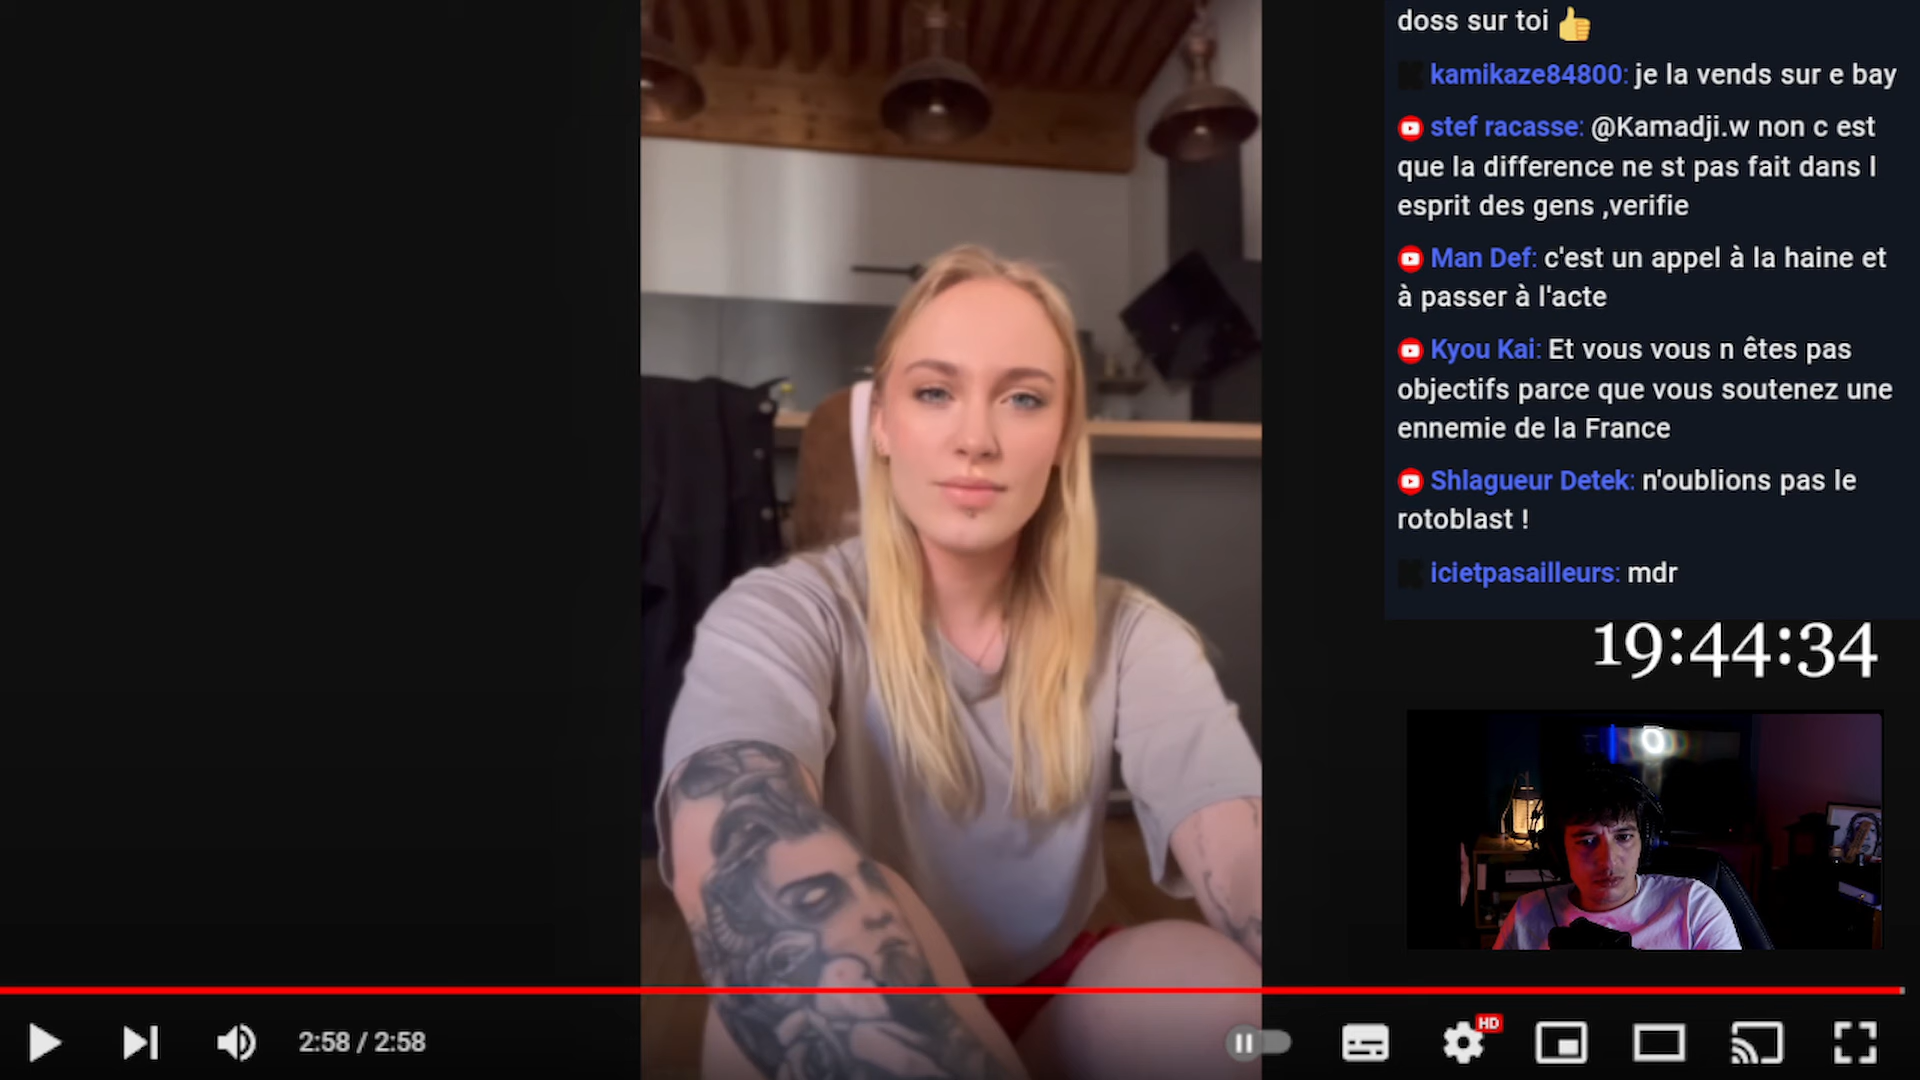 doss sur toi 👍
kamikaze84800: je la vends sur e bay
stef racasse: @Kamadji.w non c est
que la difference ne st pas fait dans l
esprit des gens ,verifie
Man Def: c'est un appel à la haine et
à passer à l'acte
Kyou Kai: Et vous vous n êtes pas
objectifs parce que vous soutenez une
ennemie de la France
Shlagueur Detek: n'oublions pas le
rotoblast !
icietpasailleurs: mdr
19:44:34
2:58 / 2:58
HD